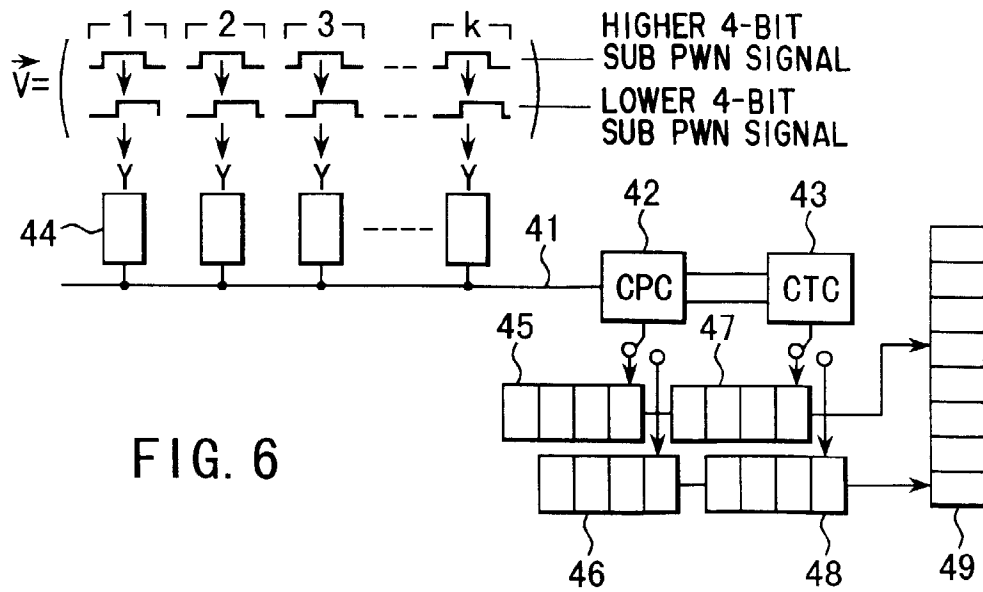 1 2 3 k
V=
HIGHER 4-BIT
SUB PWN SIGNAL
LOWER 4-BIT
SUB PWN SIGNAL
44
41
42
43
CPC
CTC
45
47
FIG. 6
46
48
49